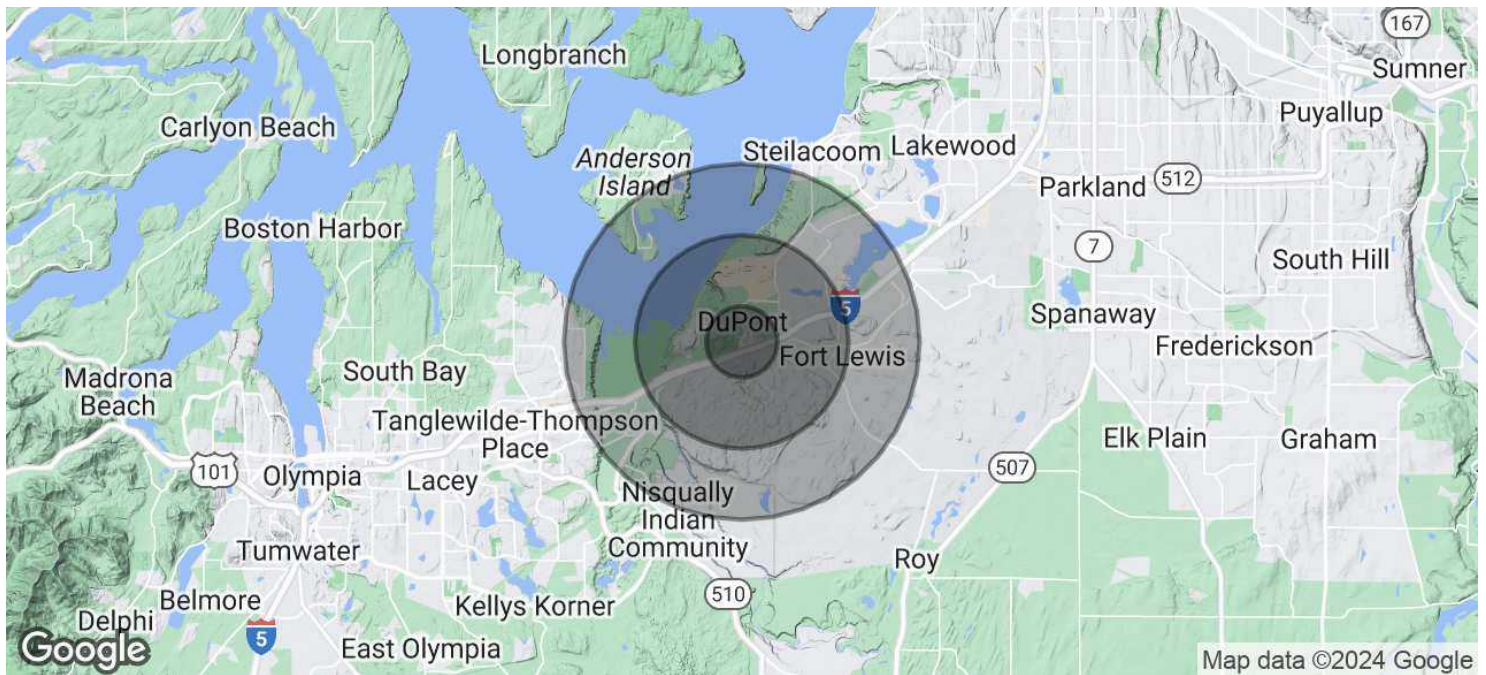 167
Longbranch
Sumner
Puyallup
Carlyon Beach
Anderson
Island
Steilacoom
Lakewood
Parkland
512
Boston Harbor
7
South Hill
5
DuPont
Spanaway
Fort Lewis
Frederickson
South Bay
Madrona
Beach
Tanglewilde-Thompson
Place
Elk Plain
Graham
101
Olympia
Lacey
507
Nisqually
Indian
Community
Tumwater
Roy
510
Belmore
Kellys Korner
Delphi
5
East Olympia
Google
Map data ©2024 Google